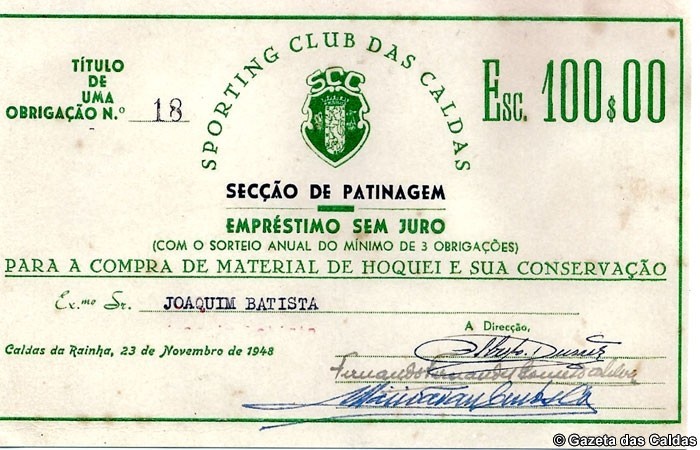 TÍTULO
DE
UMA
OBRIGAÇÃO N.º 18
SPORTING CLUB DAS CALDAS
SCC
ESC. 100$00
SECÇÃO DE PATINAGEM
EMPRÉSTIMO SEM JURO
(COM O SORTEIO ANUAL DO MÍNIMO DE 3 OBRIGAÇÕES)
PARA A COMPRA DE MATERIAL DE HOQUEI E SUA CONSERVAÇÃO
Ex.mo Sr. JOAQUIM BATISTA
A Direcção,
Caldas da Rainha, 23 de Novembro de 1948
Fernando
© Gazeta das Caldas